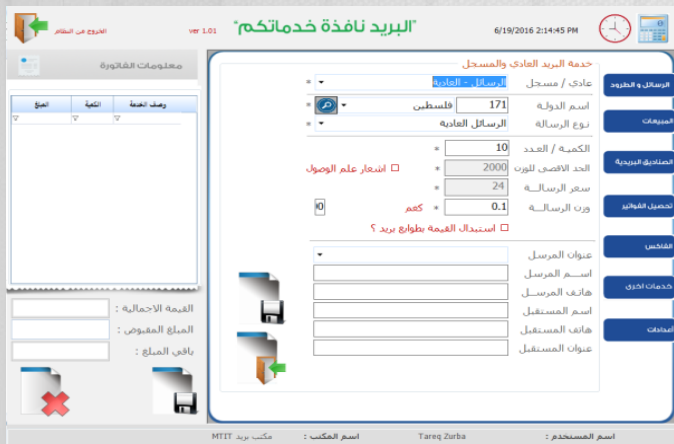 6/19/2016 2:14:45 PM
"البريد نافذة خدماتكم"
ver 1.01
الخروج من النظام
الرسائل و الطرود
المبيعات
الصناديق البريدية
تحصيل الفواتير
الفاكس
خدمات اخرى
اعدادات
خدمة البريد العادي والمسجل
عادي / مسجل الرسائل - العادية *
اسم الدولة 171 فلسطين *
نوع الرسالة الرسائل العادية *
الكمية / العدد 10 *
الحد الاقصى للوزن 2000 * اشعار علم الوصول
سعر الرسالة 24 *
وزن الرسالة 0.1 * كغم
استبدال القيمة بطوابع بريد ؟
عنوان المرسل
اسم المرسل
هاتف المرسل
اسم المستقبل
هاتف المستقبل
عنوان المستقبل
معلومات الفاتورة
وصف الخدمة الكمية المبلغ
القيمة الاجمالية :
المبلغ المقبوض :
باقي المبلغ :
اسم المستخدم : Tareq Zurba اسم المكتب : مكتب بريد MTIT